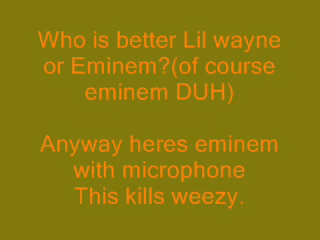 Who is better Lil wayne
or Eminem?(of course
eminem DUH)
Anyway heres eminem
with microphone
This kills weezy.